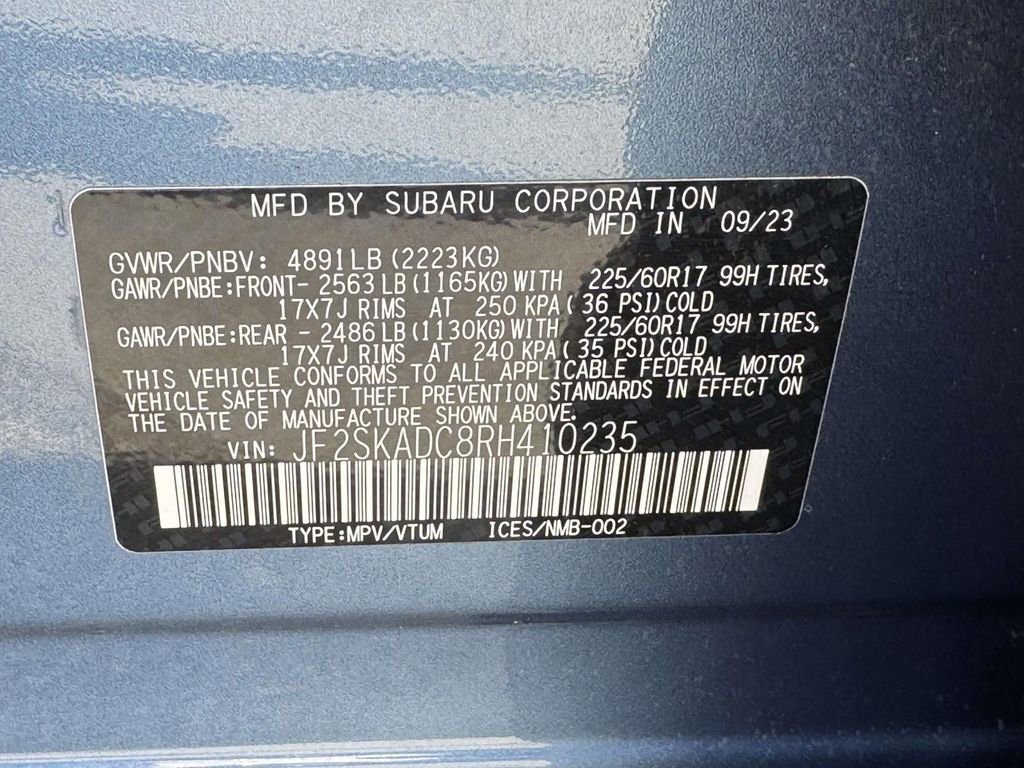 MFD BY SUBARU CORPORATION
MFD IN 09/23
GVWR/PNBV: 4891LB (2223KG)
GAWR/PNBE:FRONT- 2563LB (1165KG) WITH 225/60R17 99H TIRES,
17X7J RIMS AT 250 KPA( 36 PSI)COLD
GAWR/PNBE:REAR - 2486LB (1130KG) WITH 225/60R17 99H TIRES,
17X7J RIMS AT 240 KPA( 35 PSI)COLD
THIS VEHICLE CONFORMS TO ALL APPLICABLE FEDERAL MOTOR
VEHICLE SAFETY AND THEFT PREVENTION STANDARDS IN EFFECT ON
THE DATE OF MANUFACTURE SHOWN ABOVE.
VIN: JF2SKADC8RH410235
TYPE:MPV/VTUM ICES/NMB-002